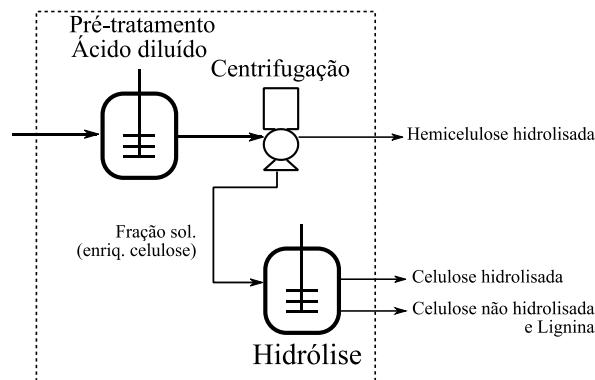 Pré-tratamento
Ácido diluído
Centrifugação
Hemicelulose hidrolisada
Fração sol.
(enriq. celulose)
Celulose hidrolisada
Celulose não hidrolisada
e Lignina
Hidrólise